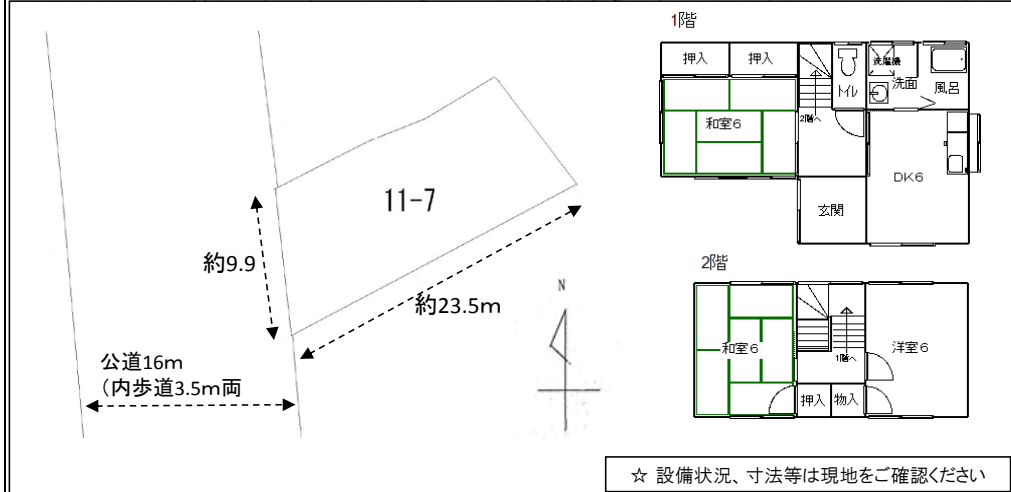 11-7
約9.9
約23.5m
公道16m
（内歩道3.5m両
N
1階
押入
押入
トイレ
洗濯機
洗面
風呂
和室6
2階へ
DK6
玄関
2階
和室6
1階へ
洋室6
押入
物入
☆ 設備状況、寸法等は現地をご確認ください